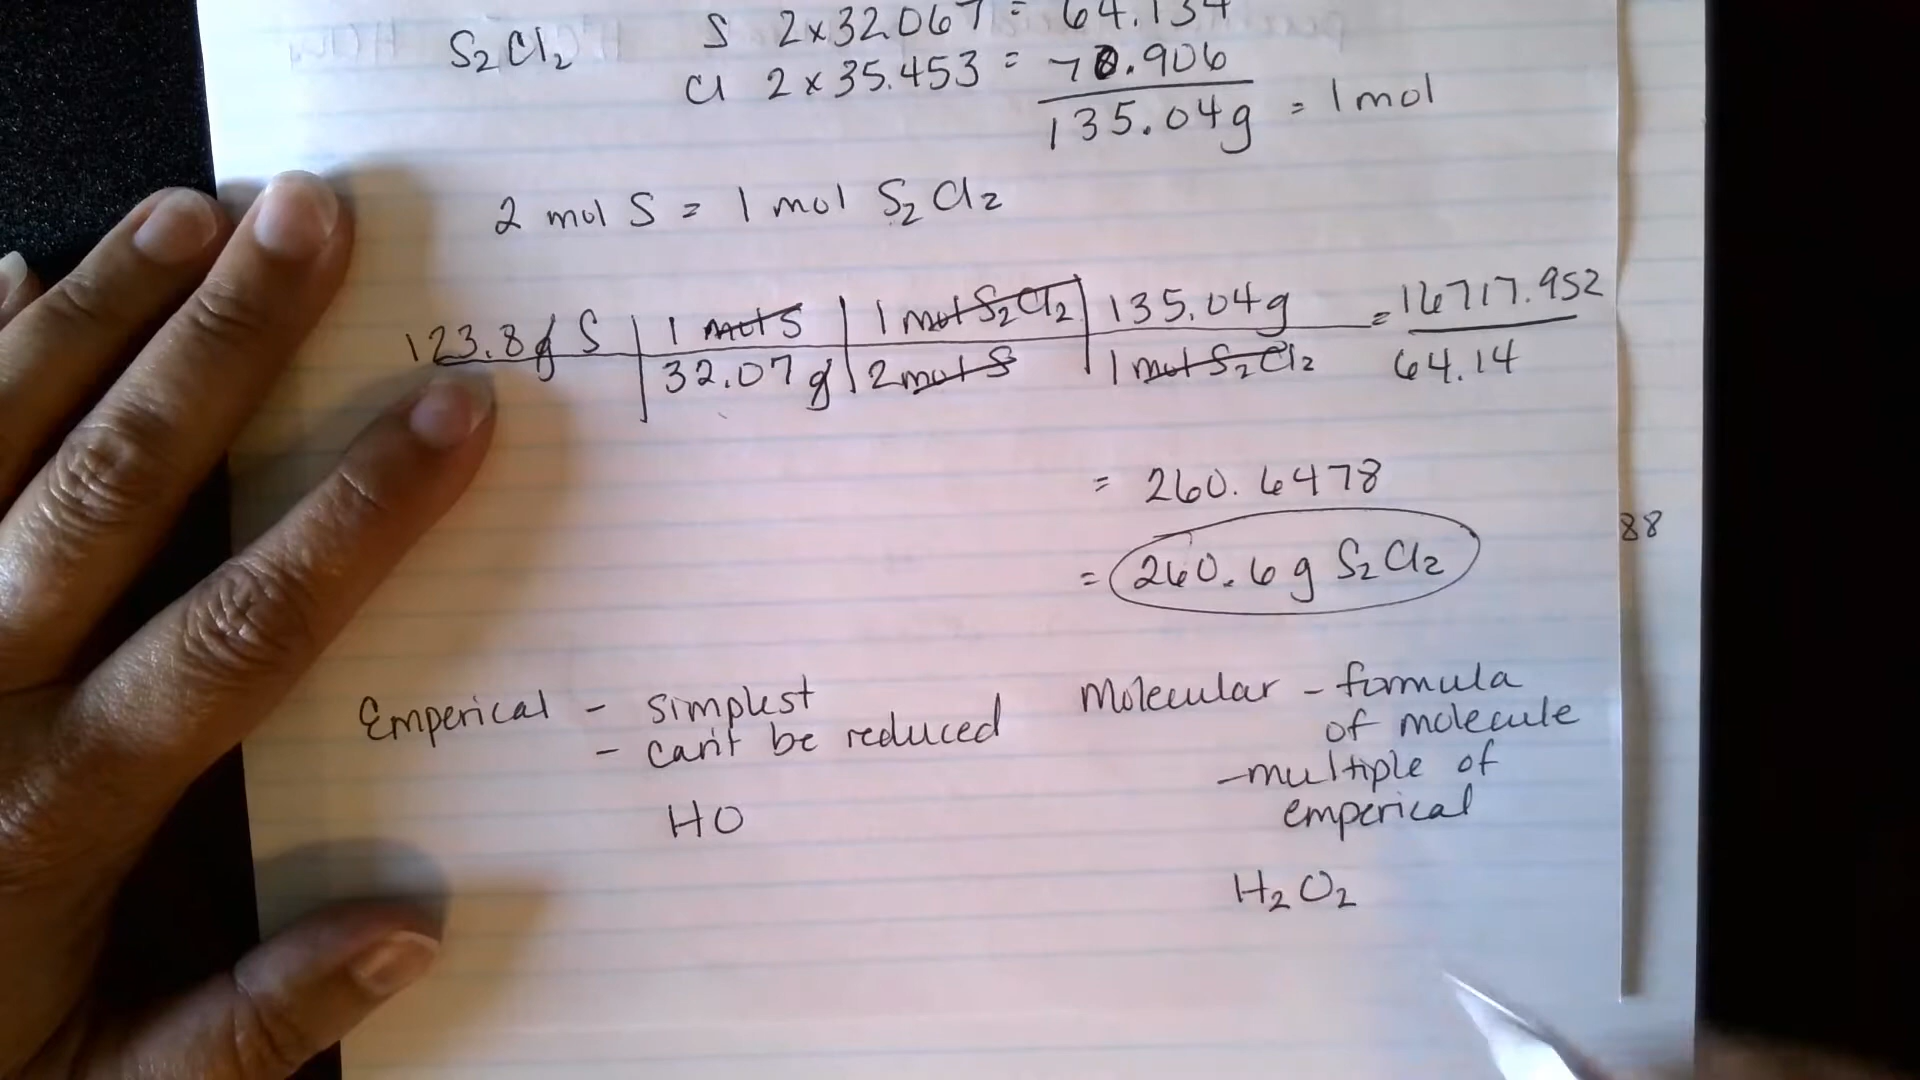 S₂Cl₂ S 2x32.067 = 64.134
Cl 2 x 35.453 = 70.906
135.04g = 1 mol
2 mol S = 1 mol S₂Cl₂
123.8g S | 1 mol S | 1 mol S₂Cl₂ | 135.04g = 16717.952
32.07g | 2 mol S | 1 mol S₂Cl₂ 64.14
= 260.6478
= 260.6g S₂Cl₂
88
Emperical - simplest
- can't be reduced
HO
Molecular - formula
of molecule
- multiple of
emperical
H₂O₂